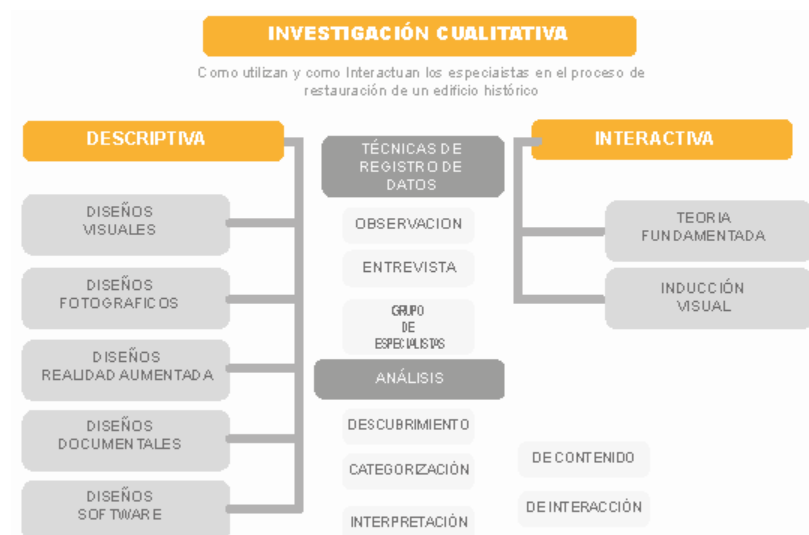 INVESTIGACIÓN CUALITATIVA
Como utilizan y como Interactuan los especiaistas en el proceso de
restauración de un edificio histórico
DESCRIPTIVA
DISEÑOS
VISUALES
DISEÑOS
FOTOGRAFICOS
DISEÑOS
REALIDAD AUMENTADA
DISEÑOS
DOCUMENTALES
DISEÑOS
SOFTWARE
TÉCNICAS DE
REGISTRO DE
DATOS
OBSERVACION
ENTREVISTA
GRUPO
DE
ESPECIALISTAS
ANÁLISIS
DESCUBRIMIENTO
CATEGORIZACIÓN
INTERPRETACIÓN
INTERACTIVA
TEORIA
FUNDAMENTADA
INDUCCIÓN
VISUAL
DE CONTENIDO
DE INTERACCIÓN